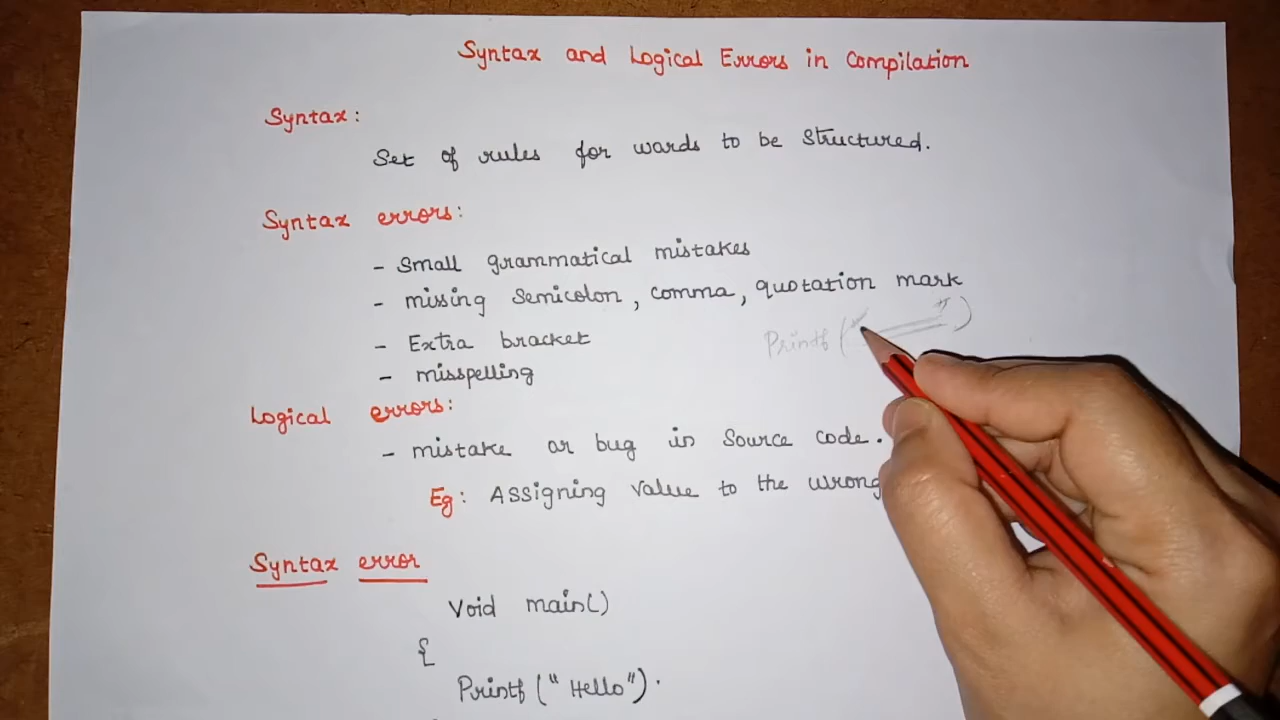 Syntax and Logical Errors in Compilation
Syntax:
Set of rules for words to be structured.
Syntax errors:
- Small grammatical mistakes
- missing semicolon, comma, quotation mark
Printf (" ")
- Extra bracket
- misspelling
Logical errors:
- mistake or bug in source code.
Eg: Assigning value to the wrong
Syntax error
Void main()
{
Printf (" Hello").